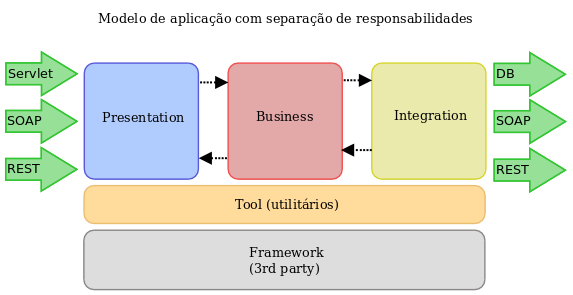 Modelo de aplicação com separação de responsabilidades
Servlet
DB
Presentation
Business
Integration
SOAP
SOAP
REST
REST
Tool (utilitários)
Framework
(3rd party)